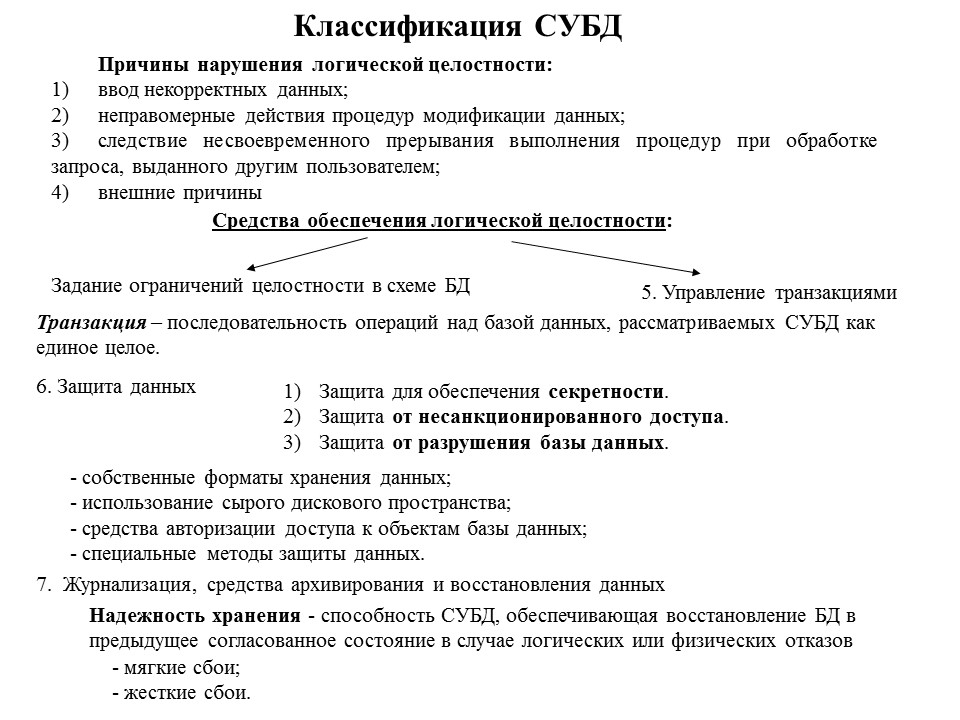 Классификация СУБД
Причины нарушения логической целостности:
1) ввод некорректных данных;
2) неправомерные действия процедур модификации данных;
3) следствие несвоевременного прерывания выполнения процедур при обработке
запроса, выданного другим пользователем;
4) внешние причины
Средства обеспечения логической целостности:
Задание ограничений целостности в схеме БД
5. Управление транзакциями
Транзакция – последовательность операций над базой данных, рассматриваемых СУБД как
единое целое.
6. Защита данных
1) Защита для обеспечения секретности.
2) Защита от несанкционированного доступа.
3) Защита от разрушения базы данных.
- собственные форматы хранения данных;
- использование сырого дискового пространства;
- средства авторизации доступа к объектам базы данных;
- специальные методы защиты данных.
7. Журнализация, средства архивирования и восстановления данных
Надежность хранения - способность СУБД, обеспечивающая восстановление БД в
предыдущее согласованное состояние в случае логических или физических отказов
- мягкие сбои;
- жесткие сбои.